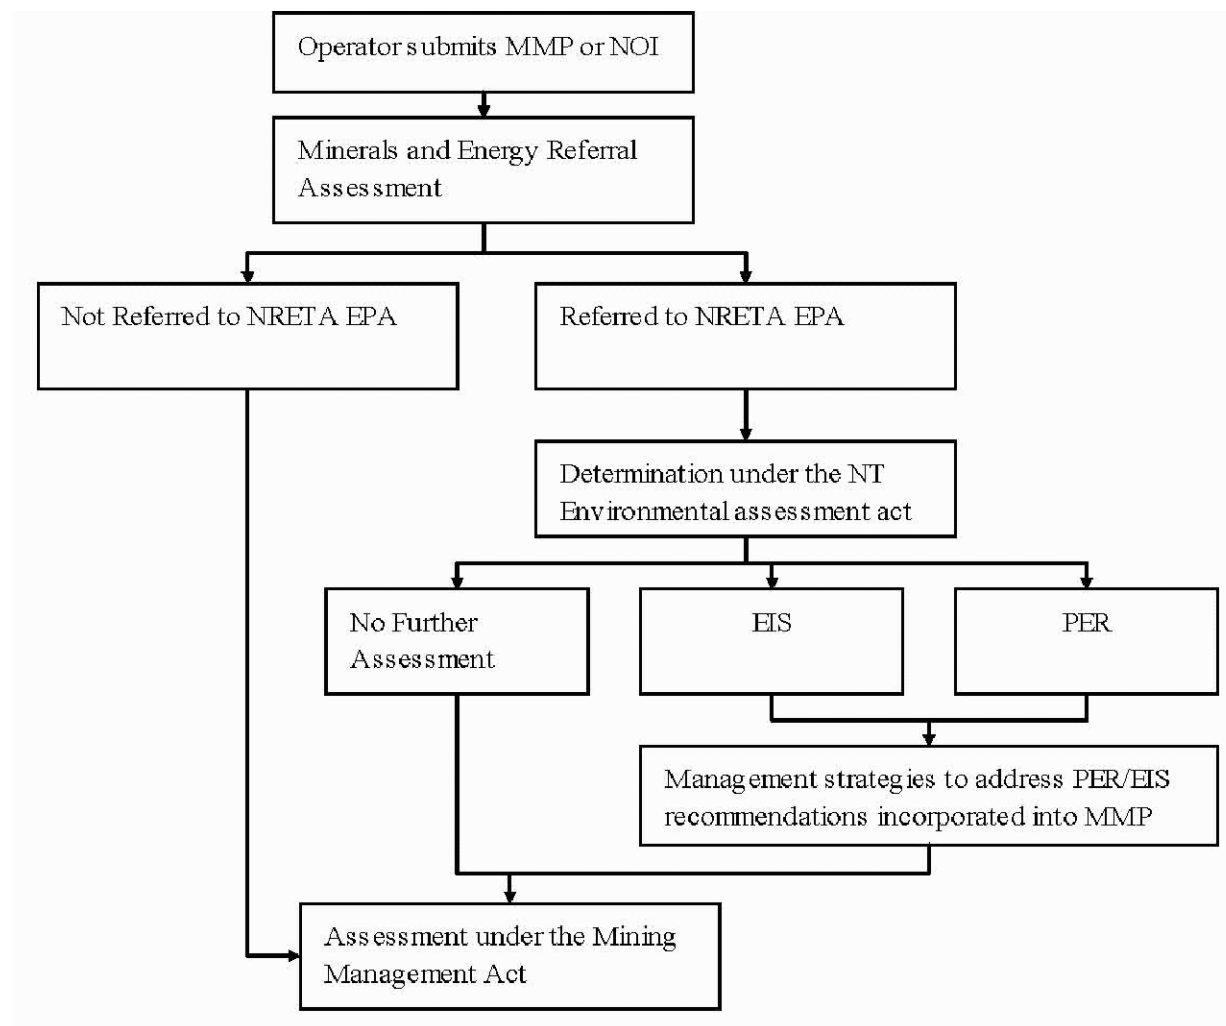 Operator submits MMP or NOI
Minerals and Energy Referral
Assessment
Not Referred to NRETA EPA
Referred to NRETA EPA
Determination under the NT
Environmental assessment act
No Further
Assessment
EIS
PER
Management strategies to address PER/EIS
recommendations incorporated into MMP
Assessment under the Mining
Management Act